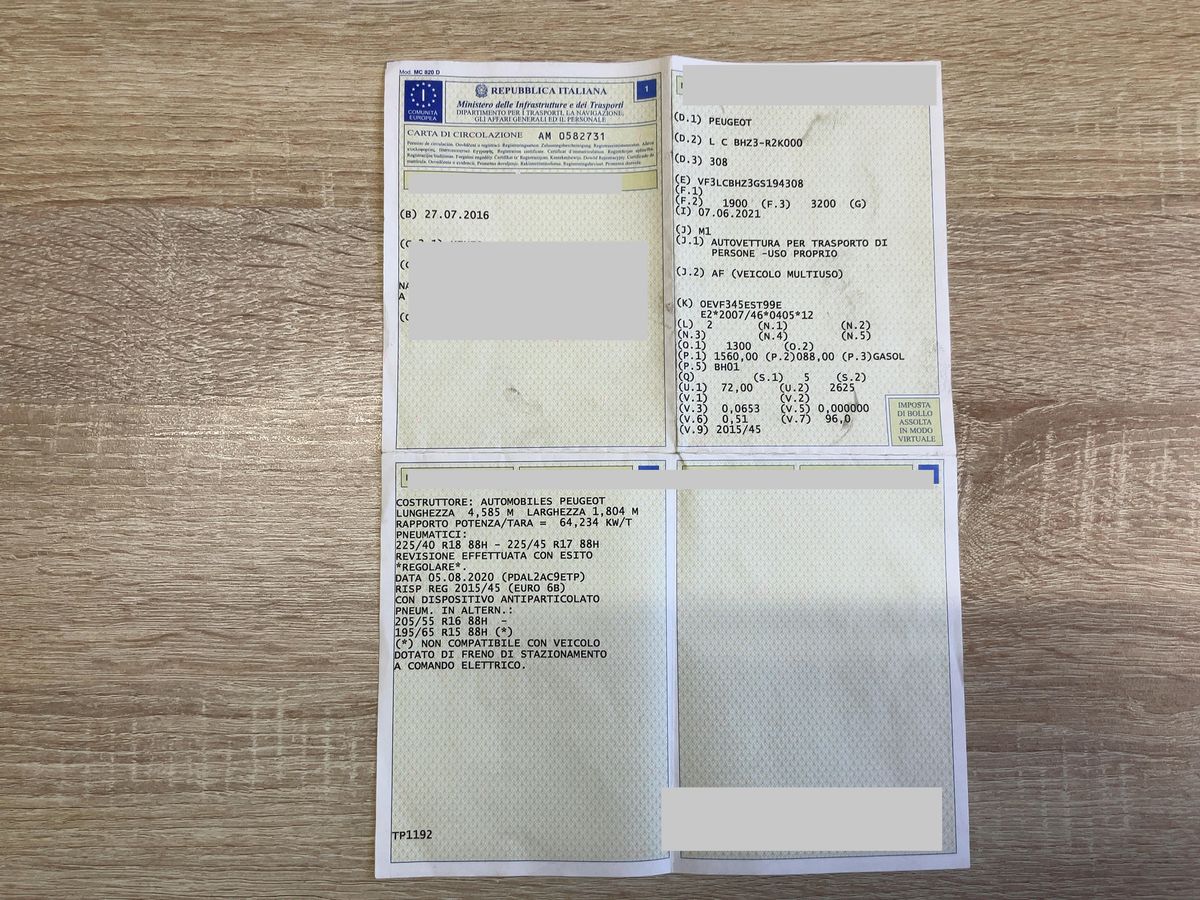 Mod. MC 820 D
COMUNITÀ
EUROPEA
REPUBBLICA ITALIANA
Ministero delle Infrastrutture e dei Trasporti
DIPARTIMENTO PER I TRASPORTI, LA NAVIGAZIONE,
GLI AFFARI GENERALI ED IL PERSONALE
1
CARTA DI CIRCOLAZIONE AM 0582731
(B) 27.07.2016
NA
A
(D.1) PEUGEOT
(D.2) L C BHZ3-R2K000
(D.3) 308
(E) VF3LCBHZ3GS194308
(F.1)
(F.2) 1900 (F.3) 3200 (G)
(I) 07.06.2021
(J) M1
(J.1) AUTOVETTURA PER TRASPORTO DI
PERSONE -USO PROPRIO
(J.2) AF (VEICOLO MULTIUSO)
(K) OEVF345EST99E
E2*2007/46*0405*12
(L) 2 (N.1) (N.2)
(N.3) (N.4) (N.5)
(O.1) 1300 (O.2)
(P.1) 1560,00 (P.2)088,00 (P.3)GASOL
(P.5) BH01
(Q) (S.1) 5 (S.2)
(U.1) 72,00 (U.2) 2625
(V.1) (V.2)
(V.3) 0,0653 (V.5) 0,000000
(V.6) 0,51 (V.7) 96,0
(V.9) 2015/45
IMPOSTA
DI BOLLO
ASSOLTA
IN MODO
VIRTUALE
COSTRUTTORE: AUTOMOBILES PEUGEOT
LUNGHEZZA 4,585 M LARGHEZZA 1,804 M
RAPPORTO POTENZA/TARA = 64,234 KW/T
PNEUMATICI:
225/40 R18 88H - 225/45 R17 88H
REVISIONE EFFETTUATA CON ESITO
*REGOLARE*.
DATA 05.08.2020 (PDAL2AC9ETP)
RISP REG 2015/45 (EURO 6B)
CON DISPOSITIVO ANTIPARTICOLATO
PNEUM. IN ALTERN.:
205/55 R16 88H -
195/65 R15 88H (*)
(*) NON COMPATIBILE CON VEICOLO
DOTATO DI FRENO DI STAZIONAMENTO
A COMANDO ELETTRICO.
TP1192